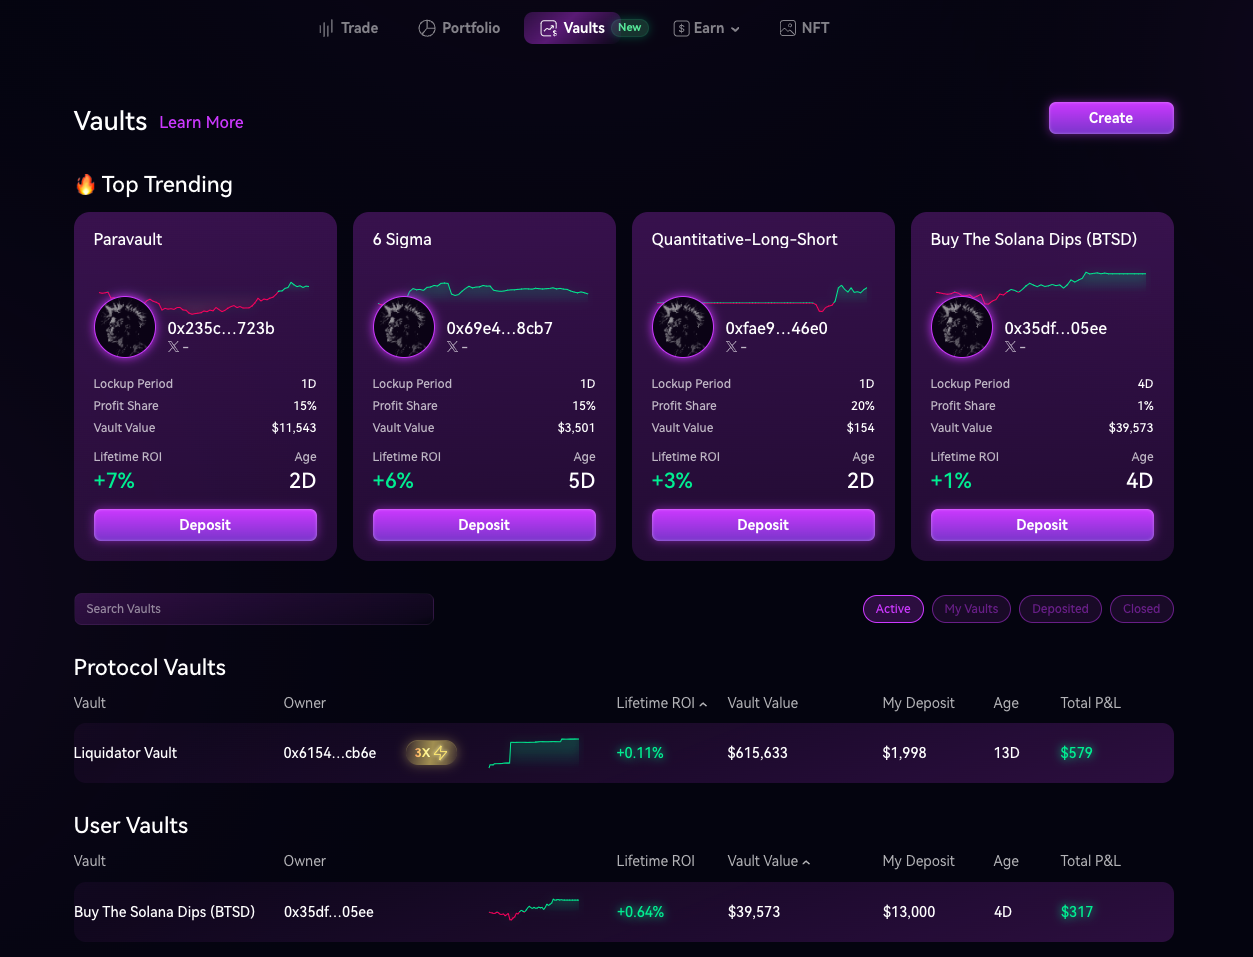 Trade Portfolio Vaults New Earn NFT
Vaults Learn More Create
Top Trending
Paravault
0x235c...723b
-
Lockup Period 1D
Profit Share 15%
Vault Value $11,543
Lifetime ROI Age
+7% 2D
Deposit
6 Sigma
0x69e4...8cb7
-
Lockup Period 1D
Profit Share 15%
Vault Value $3,501
Lifetime ROI Age
+6% 5D
Deposit
Quantitative-Long-Short
0xfae9...46e0
-
Lockup Period 1D
Profit Share 20%
Vault Value $154
Lifetime ROI Age
+3% 2D
Deposit
Buy The Solana Dips (BTSD)
0x35df...05ee
-
Lockup Period 4D
Profit Share 1%
Vault Value $39,573
Lifetime ROI Age
+1% 4D
Deposit
Search Vaults Active My Vaults Deposited Closed
Protocol Vaults
Vault Owner Lifetime ROI Vault Value My Deposit Age Total P&L
Liquidator Vault 0x6154...cb6e 3X +0.11% $615,633 $1,998 13D $579
User Vaults
Vault Owner Lifetime ROI Vault Value My Deposit Age Total P&L
Buy The Solana Dips (BTSD) 0x35df...05ee +0.64% $39,573 $13,000 4D $317